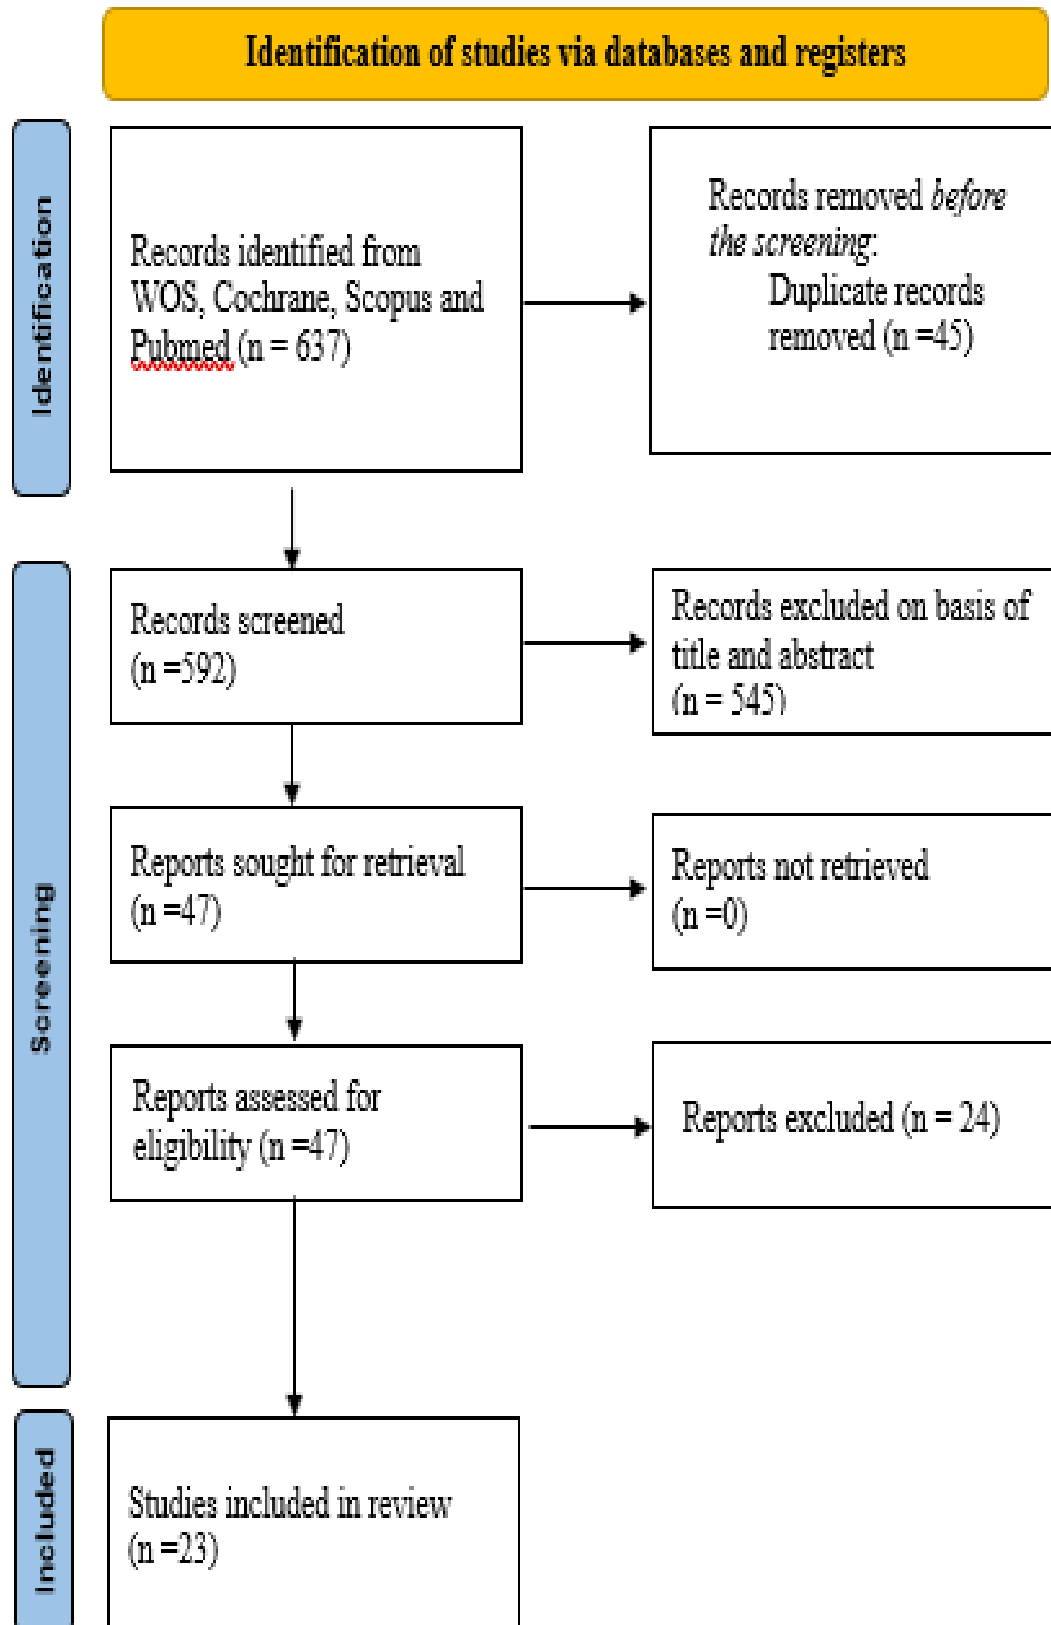 Identification of studies via databases and registers
Identification
Records identified from
WOS, Cochrane, Scopus and
Pubmed (n = 637)
Records removed before
the screening:
Duplicate records
removed (n =45)
Screening
Records screened
(n =592)
Records excluded on basis of
title and abstract
(n = 545)
Reports sought for retrieval
(n =47)
Reports not retrieved
(n =0)
Reports assessed for
eligibility (n =47)
Reports excluded (n = 24)
Included
Studies included in review
(n =23)